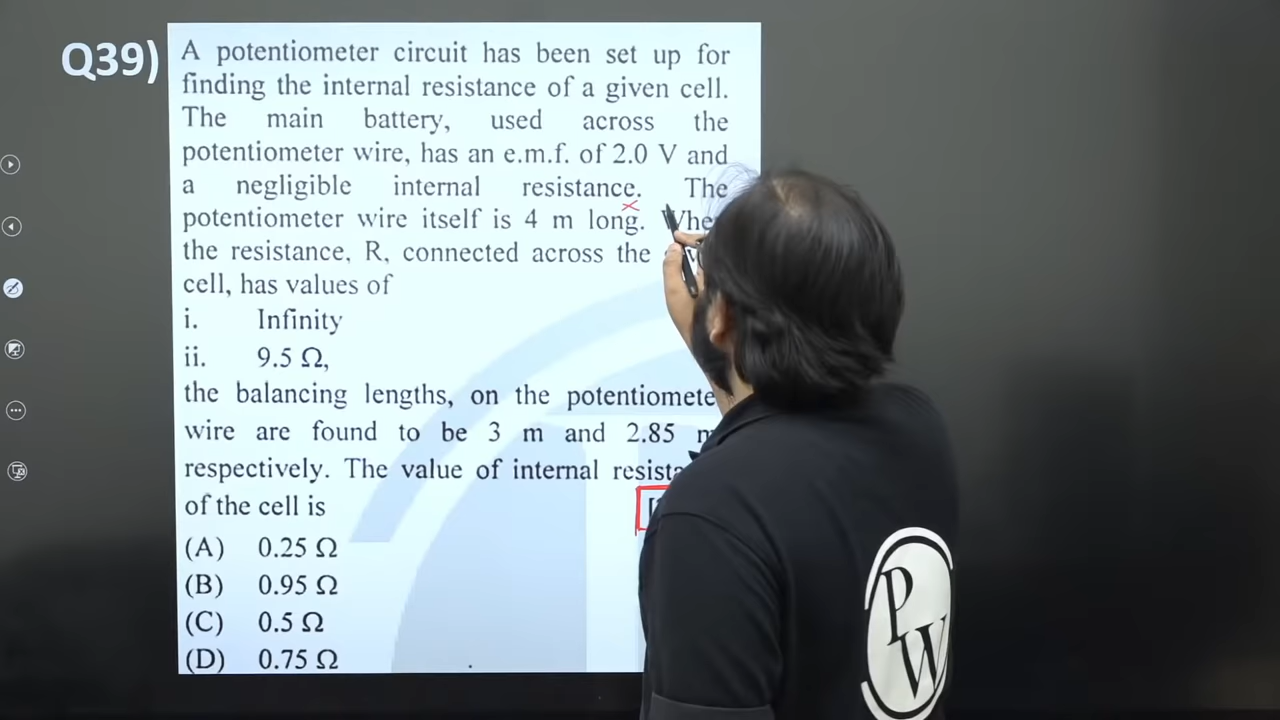 Q39)
A potentiometer circuit has been set up for
finding the internal resistance of a given cell.
The main battery, used across the
potentiometer wire, has an e.m.f. of 2.0 V and
a negligible internal resistance. The
potentiometer wire itself is 4 m long.
the resistance, R, connected across the
cell, has values of
i. Infinity
ii. 9.5 Ω,
the balancing lengths, on the
wire are found to be 3 m and 2.85
respectively. The value of internal
of the cell is
(A) 0.25 Ω
(B) 0.95 Ω
(C) 0.5 Ω
(D) 0.75 Ω
PW